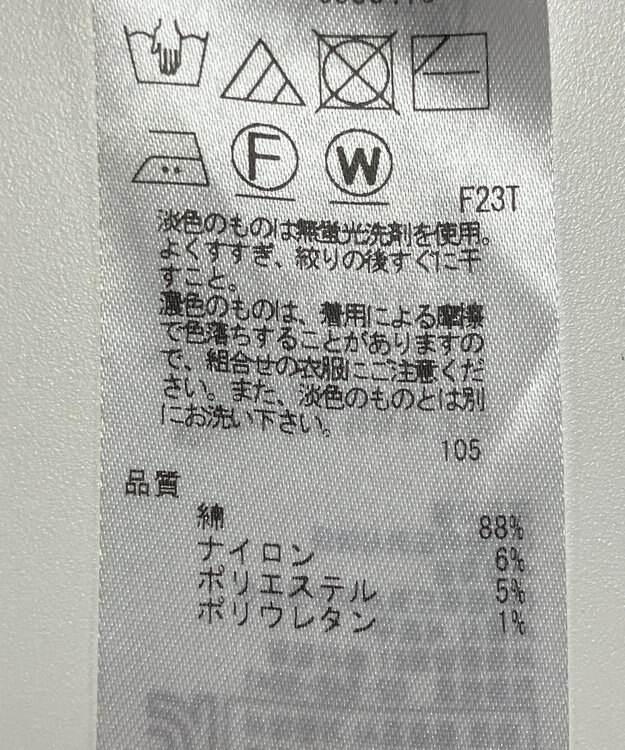 F
W
F23T
淡色のものは無蛍光洗剤を使用。
よくすすぎ、絞りの後すぐに干
すこと。
濃色のものは、着用による摩擦
で色落ちすることがありますの
で、組合せの衣服にご注意くだ
さい。また、淡色のものとは別
にお洗い下さい。
105
品質
綿 88%
ナイロン 6%
ポリエステル 5%
ポリウレタン 1%